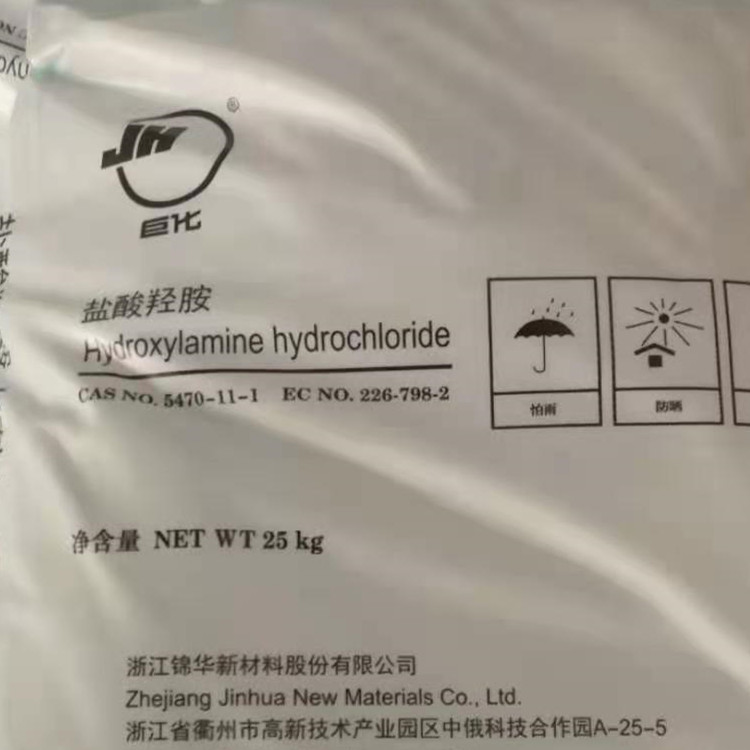 JH
®
巨化
盐酸羟胺
Hydroxylamine hydrochloride
CAS NO. 5470-11-1 EC NO. 226-798-2
怕雨 防晒
净含量 NET WT 25 kg
浙江锦华新材料股份有限公司
Zhejiang Jinhua New Materials Co., Ltd.
浙江省衢州市高新技术产业园区中俄科技合作园A-25-5